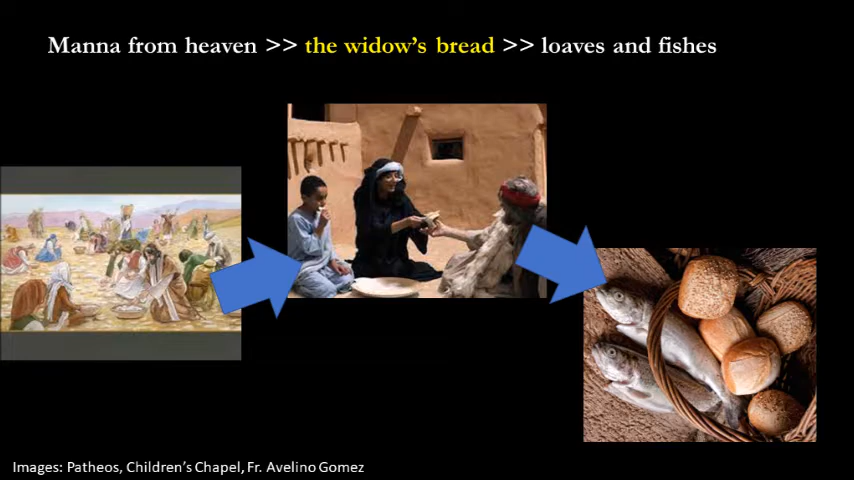 Manna from heaven >> the widow’s bread >> loaves and fishes
Images: Patheos, Children’s Chapel, Fr. Avelino Gomez